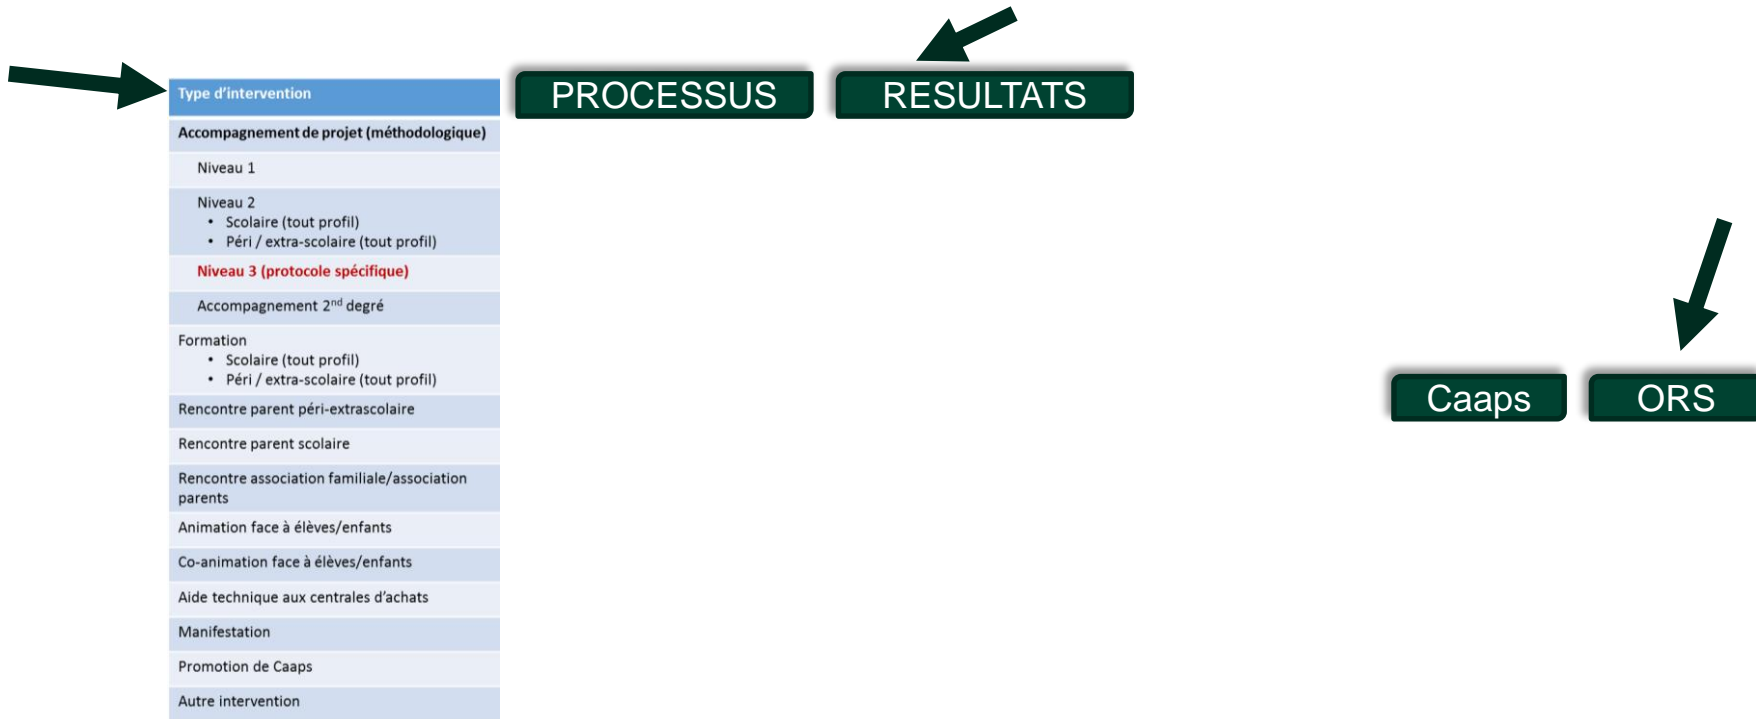 Type d’intervention
PROCESSUS
RESULTATS
Accompagnement de projet (méthodologique)
Niveau 1
Niveau 2
• Scolaire (tout profil)
• Péri / extra-scolaire (tout profil)
Niveau 3 (protocole spécifique)
Accompagnement 2nd degré
Formation
• Scolaire (tout profil)
• Péri / extra-scolaire (tout profil)
Rencontre parent péri-extrascolaire
Rencontre parent scolaire
Rencontre association familiale/association
parents
Animation face à élèves/enfants
Co-animation face à élèves/enfants
Aide technique aux centrales d’achats
Manifestation
Promotion de Caaps
Autre intervention
Caaps
ORS